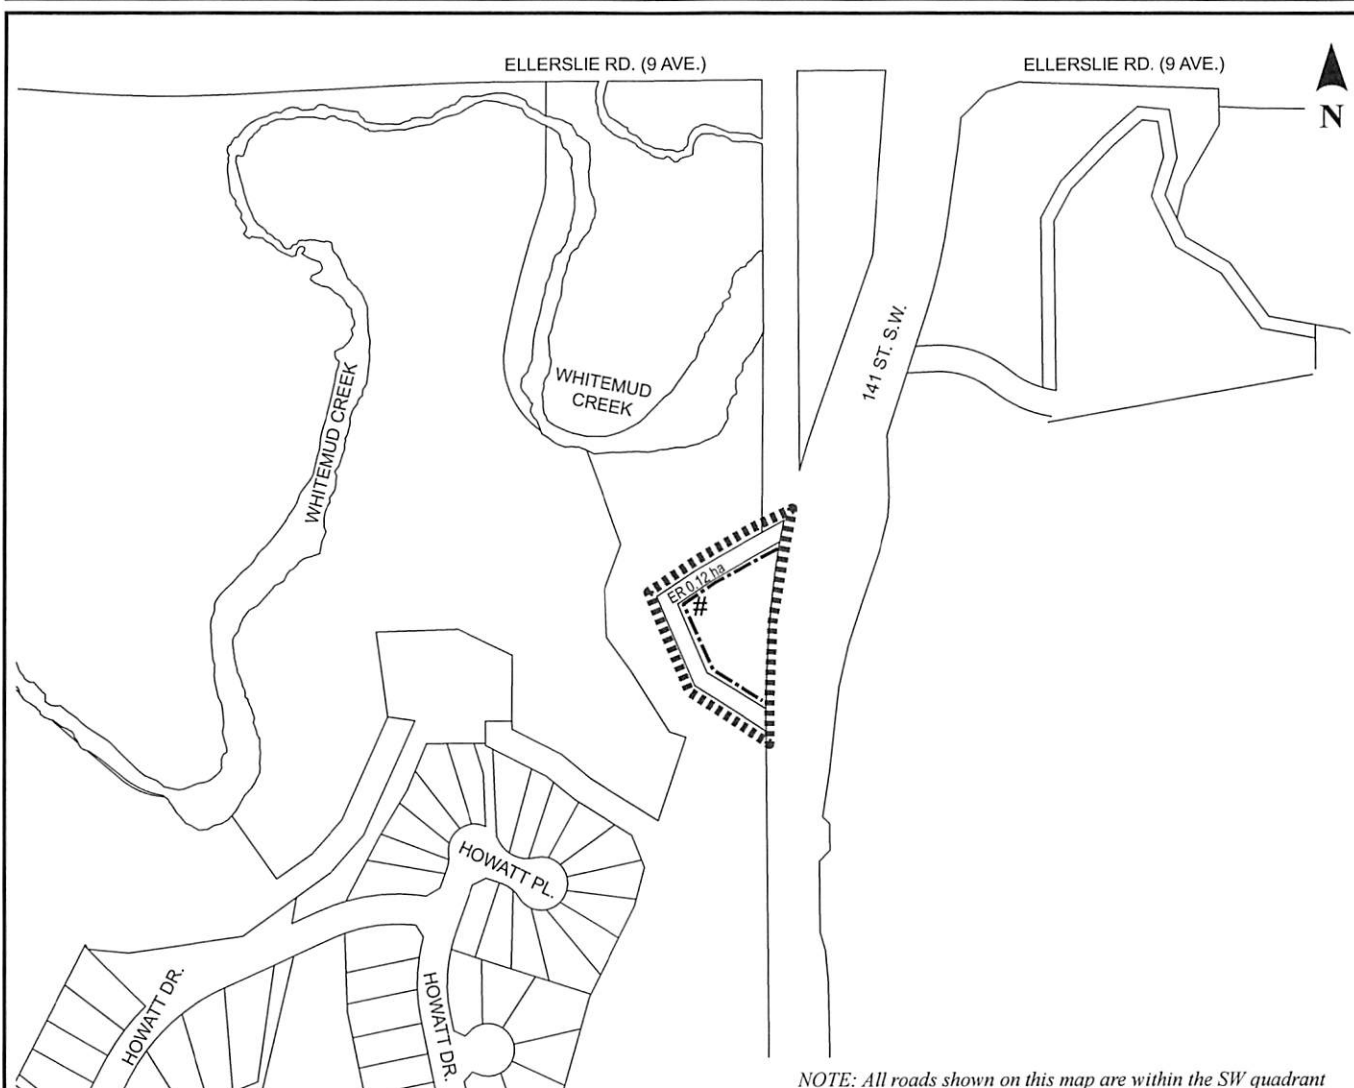 ELLERSLIE RD. (9 AVE.)
ELLERSLIE RD. (9 AVE.)
N
141 ST. S.W.
WHITEMUD
CREEK
WHITEMUD CREEK
ER 0.12 ha
#
HOWATT PL.
HOWATT DR.
HOWATT DR.
NOTE: All roads shown on this map are within the SW quadrant